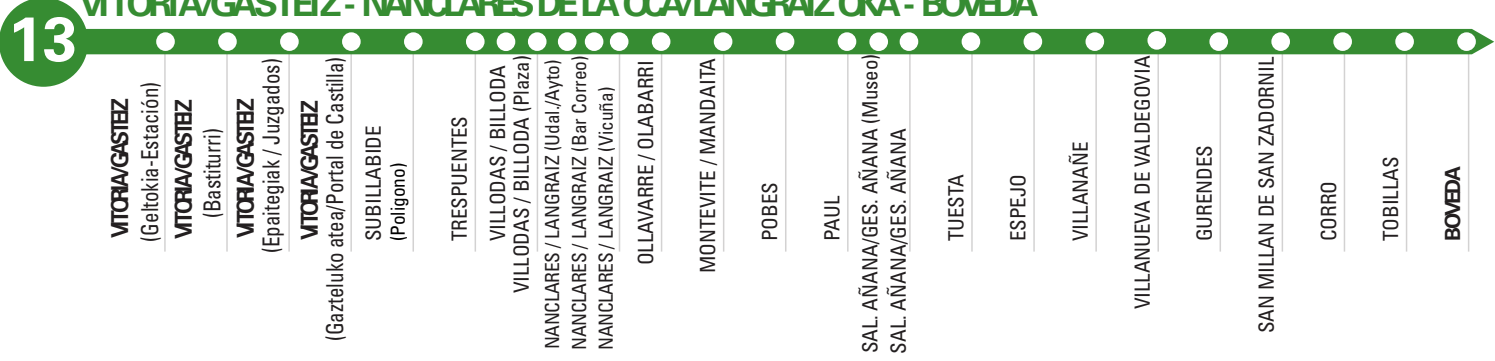 VITORIA/GASTEIZ - NANCLARES DE LA OCA/LANGRAIZ OKA - BOVEDA
13
VITORIA/GASTEIZ
(Geltokia-Estación)
VITORIA/GASTEIZ
(Bastiturri)
VITORIA/GASTEIZ
(Epaitegiak / Juzgados)
VITORIA/GASTEIZ
(Gazteluko atea/Portal de Castilla)
SUBILLABIDE
(Poligono)
TRESPUENTES
VILLODAS / BILLODA
VILLODAS / BILLODA (Plaza)
NANCLARES / LANGRAIZ (Udal./Ayto)
NANCLARES / LANGRAIZ (Bar Correo)
NANCLARES / LANGRAIZ (Vicuña)
OLLAVARRE / OLABARRI
MONTEVITE / MANDAITA
POBES
PAUL
SAL. AÑANA/GES. AÑANA (Museo)
SAL. AÑANA/GES. AÑANA
TUESTA
ESPEJO
VILLANAÑE
VILLANUEVA DE VALDEGOVIA
GURENDES
SAN MILLAN DE SAN ZADORNIL
CORRO
TOBILLAS
BOVEDA